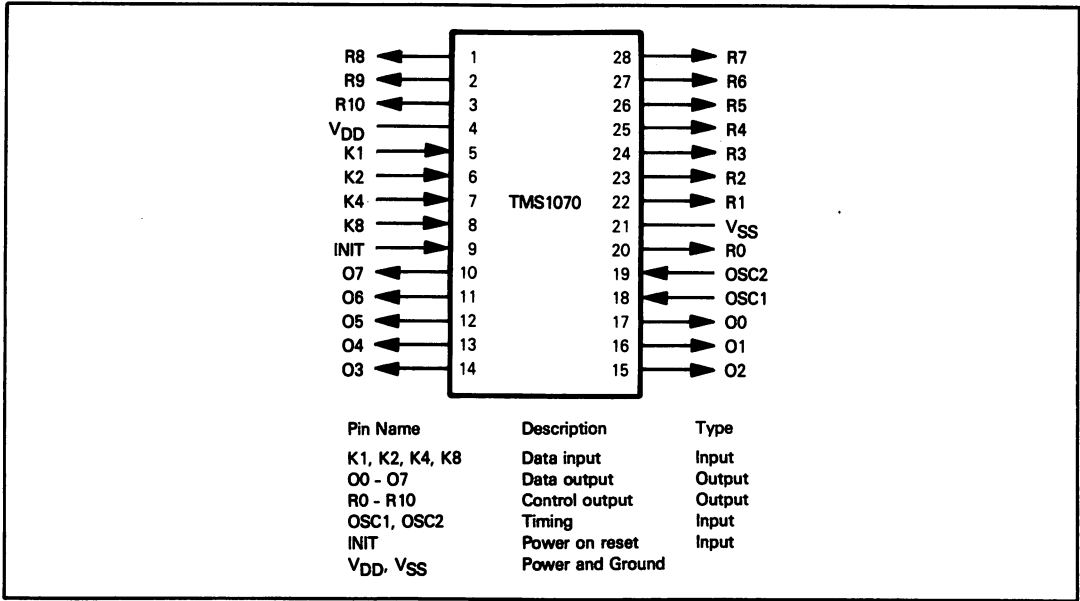 R8 1 28 R7
R9 2 27 R6
R10 3 26 R5
VDD 4 25 R4
K1 5 24 R3
K2 6 23 R2
K4 7 TMS1070 22 R1
K8 8 21 VSS
INIT 9 20 R0
O7 10 19 OSC2
O6 11 18 OSC1
O5 12 17 O0
O4 13 16 O1
O3 14 15 O2
Pin Name Description Type
K1, K2, K4, K8 Data input Input
O0 - O7 Data output Output
R0 - R10 Control output Output
OSC1, OSC2 Timing Input
INIT Power on reset Input
VDD, VSS Power and Ground